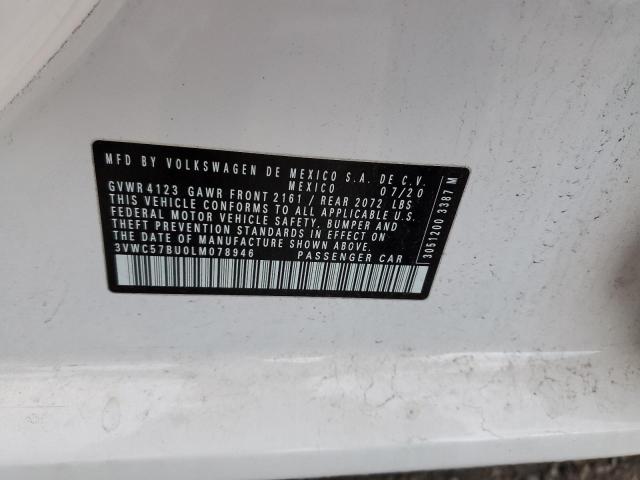 MFD BY VOLKSWAGEN DE MEXICO S.A. DE C.V.
MEXICO 07/20
GVWR 4123 GAWR FRONT 2161 / REAR 2072 LBS
THIS VEHICLE CONFORMS TO ALL APPLICABLE U.S.
FEDERAL MOTOR VEHICLE SAFETY, BUMPER AND
THEFT PREVENTION STANDARDS IN EFFECT ON
THE DATE OF MANUFACTURE SHOWN ABOVE.
3VWC57BU0LM078946 PASSENGER CAR
3051200 3387 M